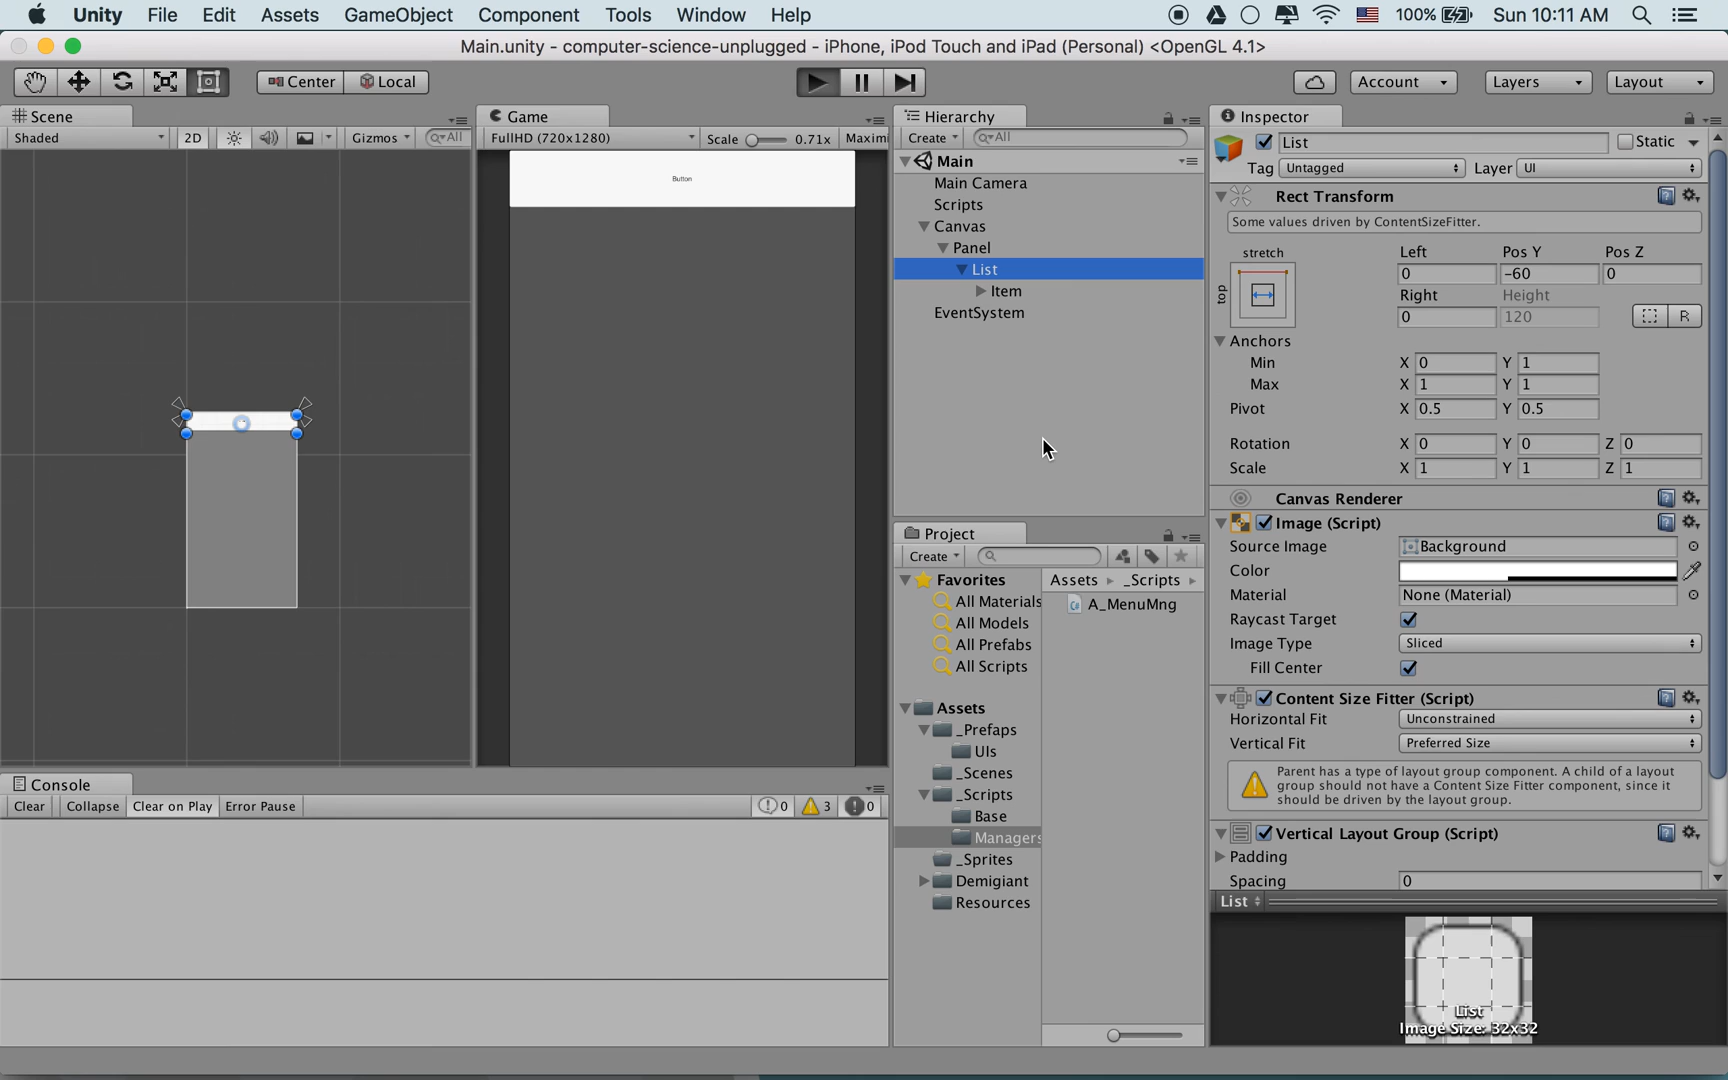 Unity File Edit Assets GameObject Component Tools Window Help 100% Sun 10:11 AM
Main.unity - computer-science-unplugged - iPhone, iPod Touch and iPad (Personal) <OpenGL 4.1>
Center Local Account Layers Layout
Scene
Shaded 2D Gizmos All
Game
FullHD (720x1280) Scale 0.71x Maximi
Button
Hierarchy
Create All
Main
Main Camera
Scripts
Canvas
Panel
List
Item
EventSystem
Project
Create
Favorites
All Materials
All Models
All Prefabs
All Scripts
Assets
_Prefaps
UIs
_Scenes
_Scripts
Base
Managers
_Sprites
Demigiant
Resources
Assets _Scripts
A_MenuMng
Console
Clear Collapse Clear on Play Error Pause 0 3 0
Inspector
List Static
Tag Untagged Layer UI
Rect Transform
Some values driven by ContentSizeFitter.
stretch Left Pos Y Pos Z
top 0 -60 0
Right Height
0 120 R
Anchors
Min X 0 Y 1
Max X 1 Y 1
Pivot X 0.5 Y 0.5
Rotation X 0 Y 0 Z 0
Scale X 1 Y 1 Z 1
Canvas Renderer
Image (Script)
Source Image Background
Color
Material None (Material)
Raycast Target
Image Type Sliced
Fill Center
Content Size Fitter (Script)
Horizontal Fit Unconstrained
Vertical Fit Preferred Size
Parent has a type of layout group component. A child of a layout
group should not have a Content Size Fitter component, since it
should be driven by the layout group.
Vertical Layout Group (Script)
Padding
Spacing 0
List
List
Image Size: 32x32